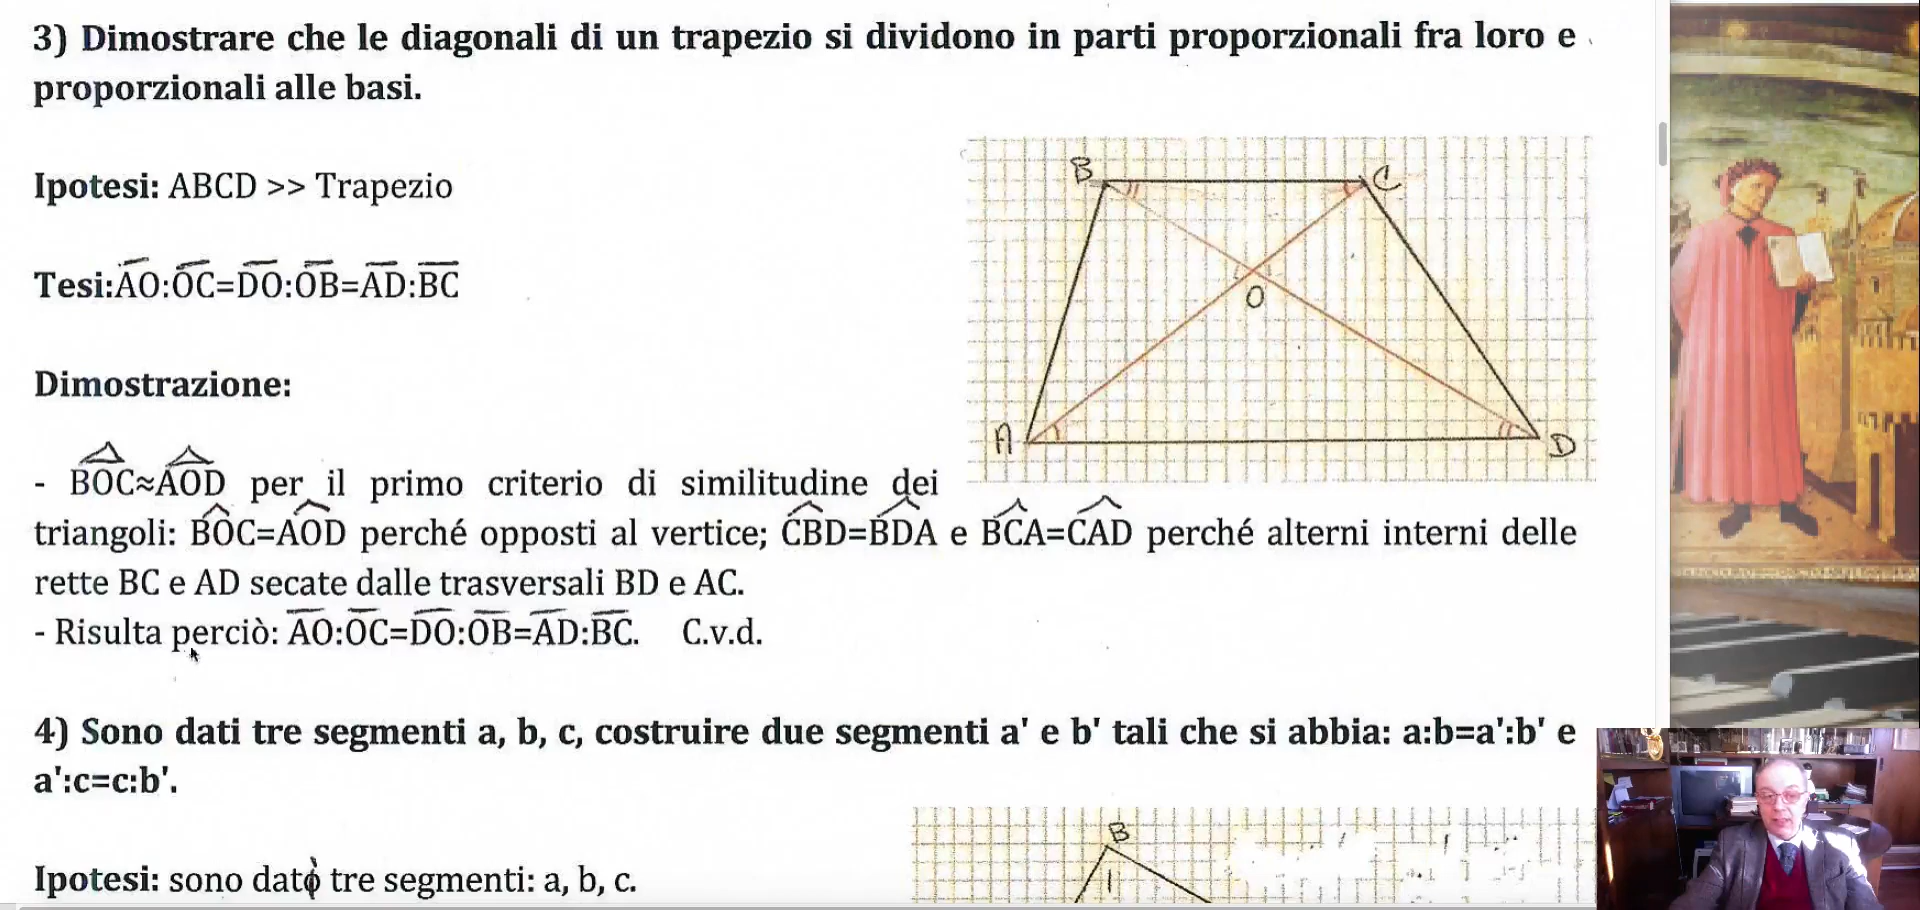 3) Dimostrare che le diagonali di un trapezio si dividono in parti proporzionali fra loro e
proporzionali alle basi.
Ipotesi: ABCD >> Trapezio
Tesi:AO:OC=DO:OB=AD:BC
Dimostrazione:
B
C
O
A
D
- BOC≈AOD per il primo criterio di similitudine dei
triangoli: BOC=AOD perché opposti al vertice; CBD=BDA e BCA=CAD perché alterni interni delle
rette BC e AD secate dalle trasversali BD e AC.
- Risulta perciò: AO:OC=DO:OB=AD:BC. C.v.d.
4) Sono dati tre segmenti a, b, c, costruire due segmenti a' e b' tali che si abbia: a:b=a':b' e
a':c=c:b'.
B
Ipotesi: sono dati tre segmenti: a, b, c.